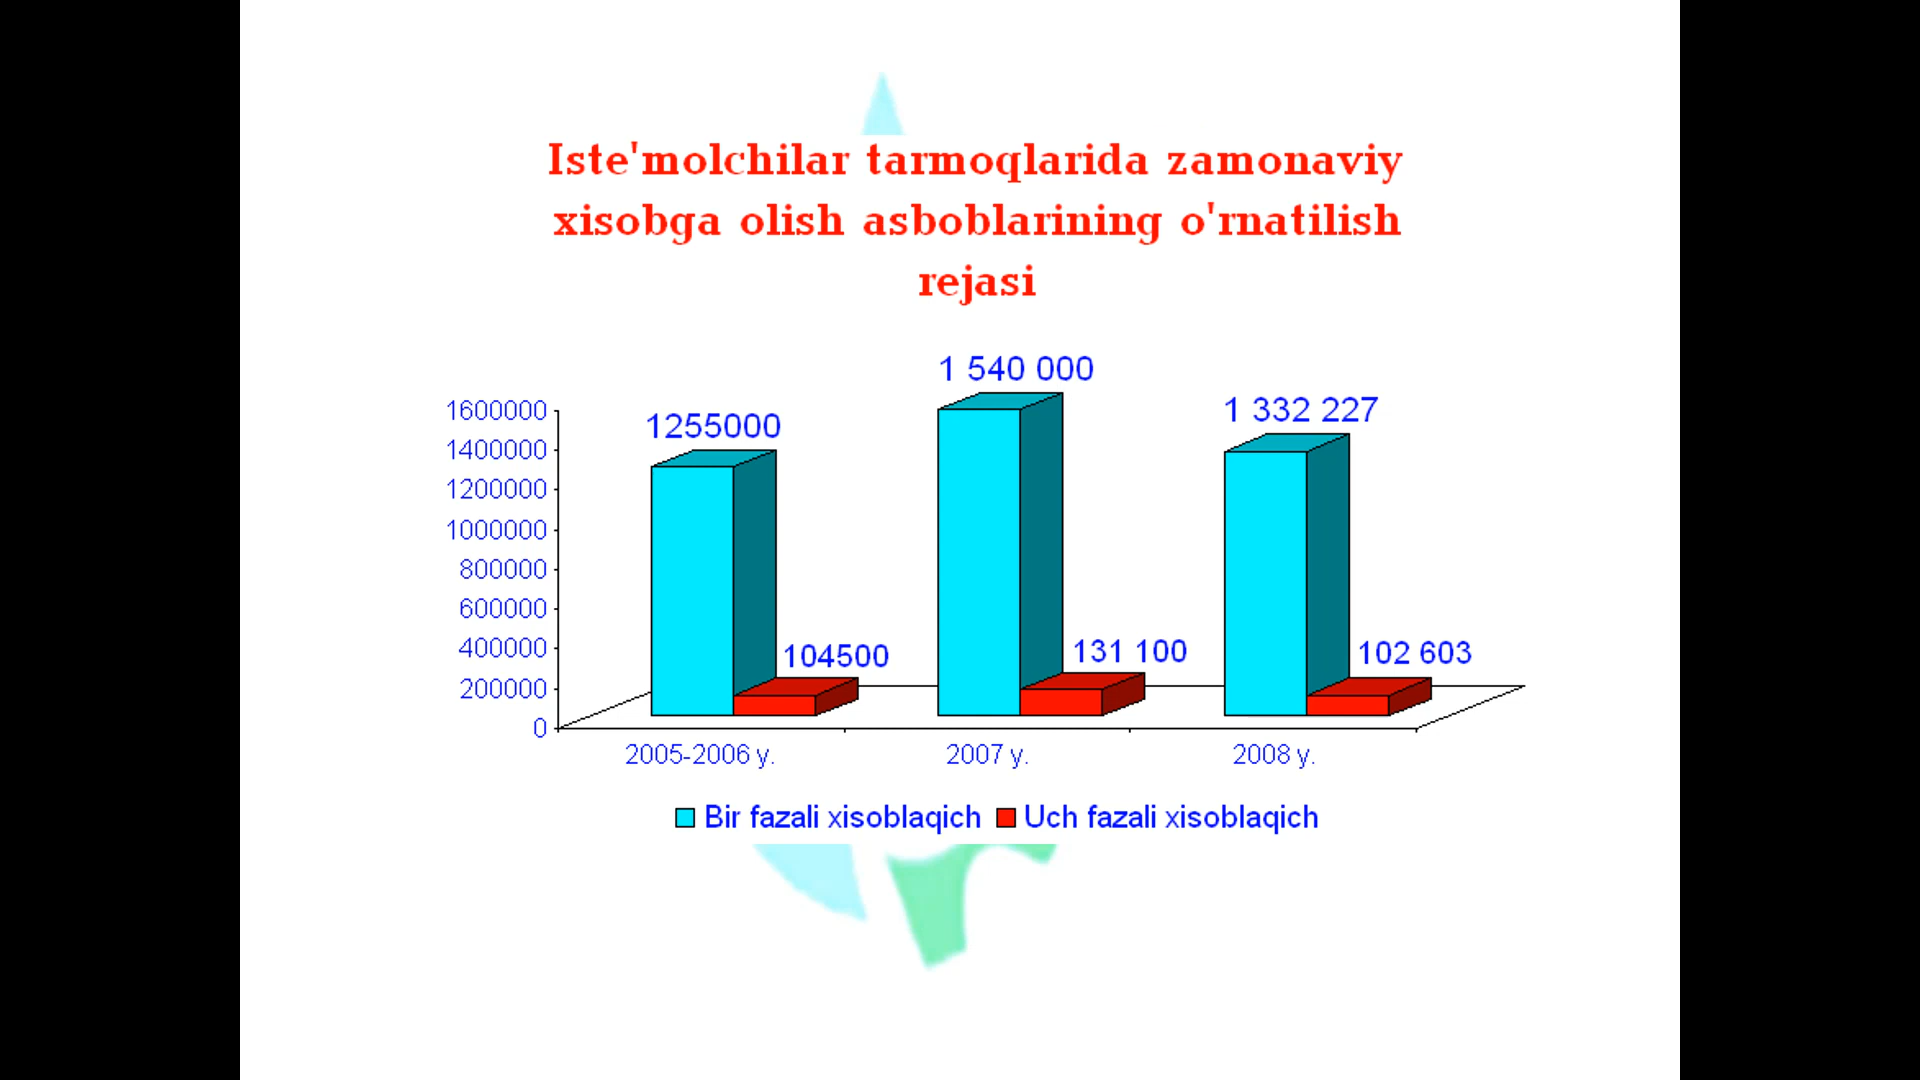 Iste'molchilar tarmoqlarida zamonaviy
xisobga olish asboblarining o'rnatilish
rejasi
1 540 000
1255000
1 332 227
1600000
1400000
1200000
1000000
800000
600000
400000
200000
0
104500
131 100
102 603
2005-2006 y.
2007 y.
2008 y.
Bir fazali xisoblaqich
Uch fazali xisoblaqich